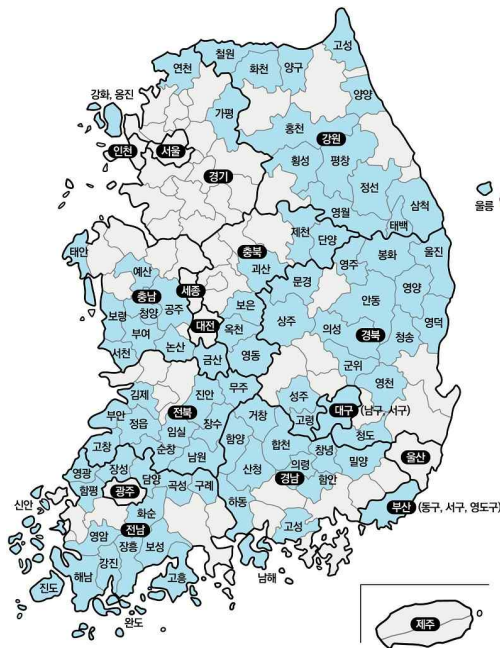 고성
철원
연천
화천
양구
강화, 옹진
가평
양양
인천
서울
홍천
강원
경기
횡성
평창
정선
울릉
영월
삼척
태백
제천
단양
충북
괴산
태안
예산
세종
충남
보령
청양
공주
대전
보은
옥천
부여
논산
서천
금산
영동
문경
영주
봉화
울진
안동
영양
상주
의성
경북
청송
영덕
군위
영천
김제
진안
무주
전북
부안
정읍
임실
장수
고창
순창
남원
성주
대구 (남구, 서구)
고령
청도
거창
함양
합천
창녕
밀양
울산
산청
의령
경남
함안
부산 (동구, 서구, 영도구)
하동
고성
남해
영광
장성
담양
곡성
구례
함평
광주
신안
화순
전남
영암
장흥
보성
강진
해남
고흥
진도
완도
제주